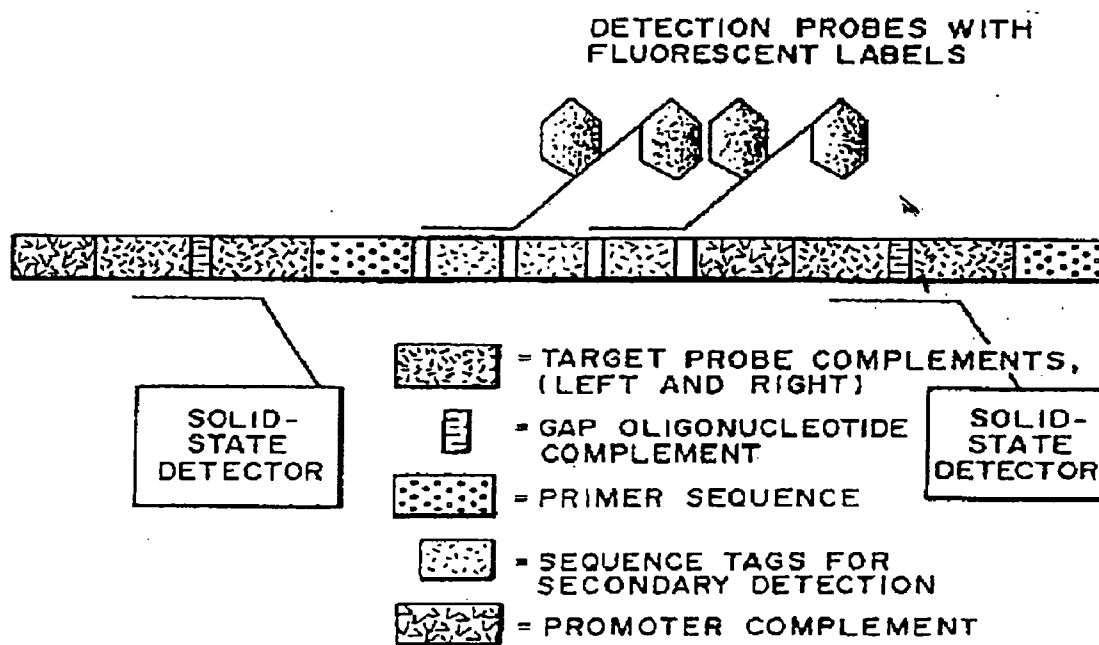 DETECTION PROBES WITH
FLUORESCENT LABELS
SOLID-
STATE
DETECTOR
= TARGET PROBE COMPLEMENTS,
(LEFT AND RIGHT)
= GAP OLIGONUCLEOTIDE
COMPLEMENT
= PRIMER SEQUENCE
= SEQUENCE TAGS FOR
SECONDARY DETECTION
= PROMOTER COMPLEMENT
SOLID-
STATE
DETECTOR